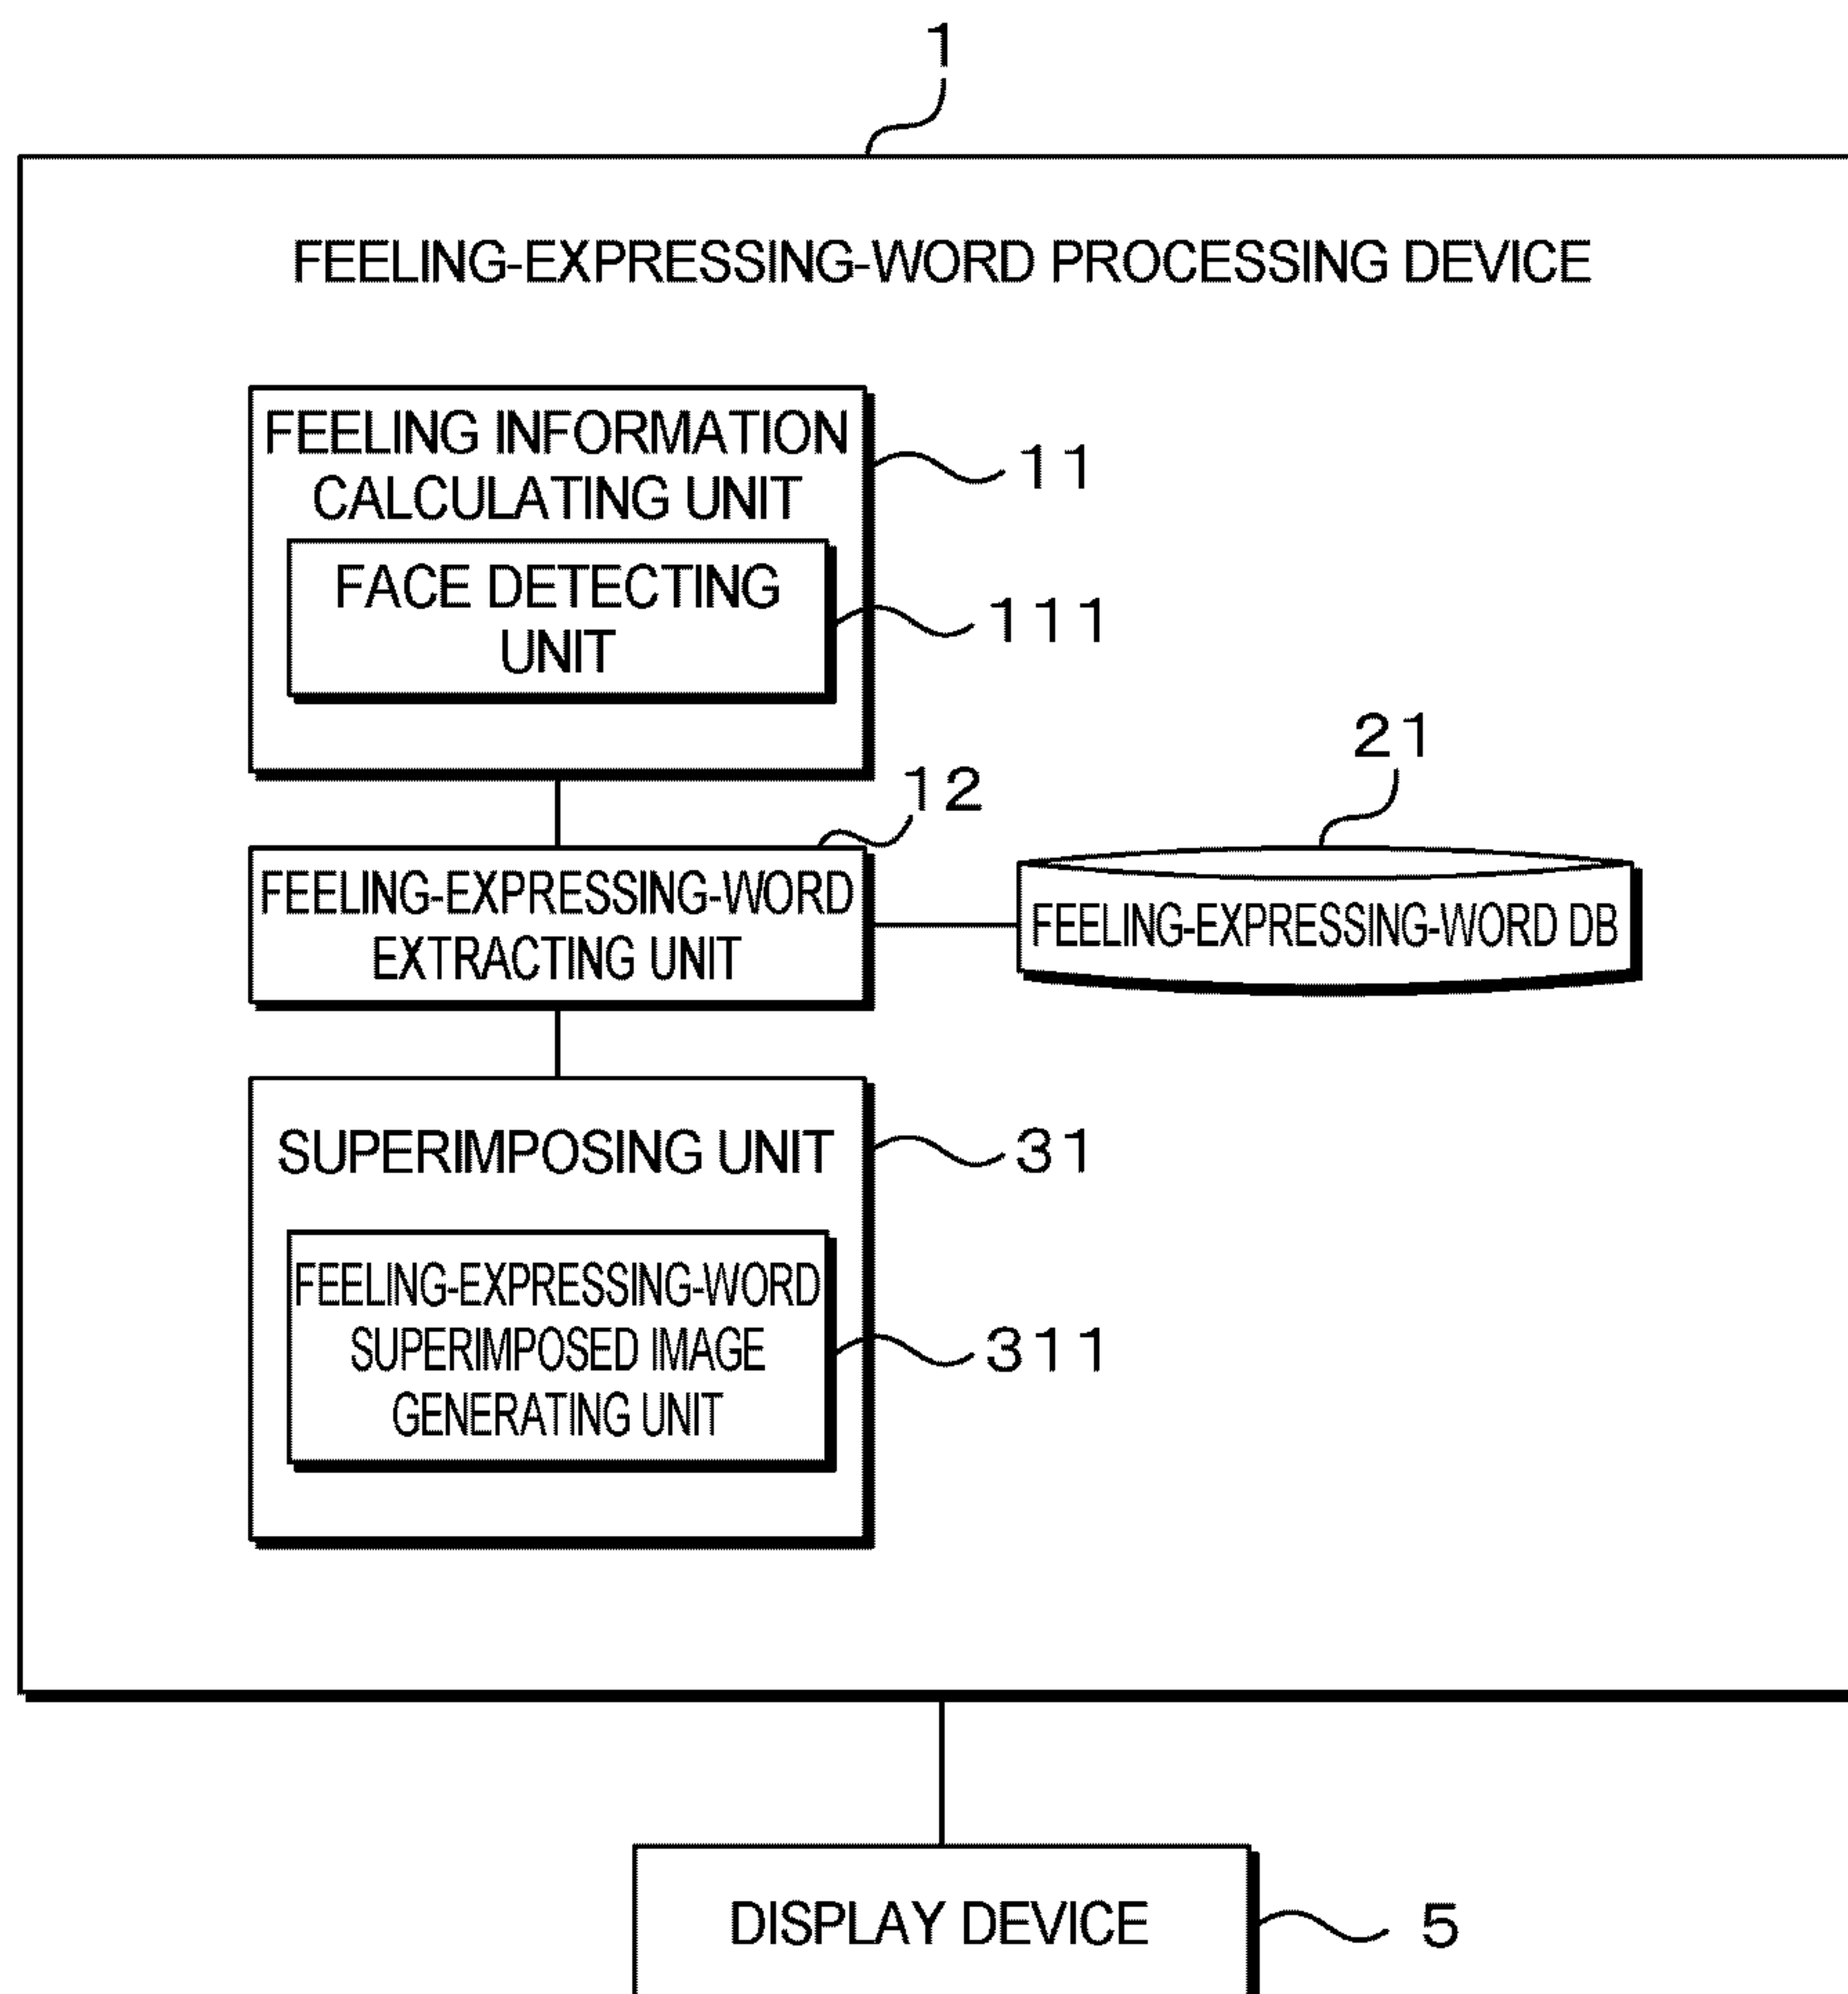 1
FEELING-EXPRESSING-WORD PROCESSING DEVICE
FEELING INFORMATION
CALCULATING UNIT
11
FACE DETECTING
UNIT
111
12
FEELING-EXPRESSING-WORD
EXTRACTING UNIT
21
FEELING-EXPRESSING-WORD DB
SUPERIMPOSING UNIT
31
FEELING-EXPRESSING-WORD
SUPERIMPOSED IMAGE
GENERATING UNIT
311
DISPLAY DEVICE
5